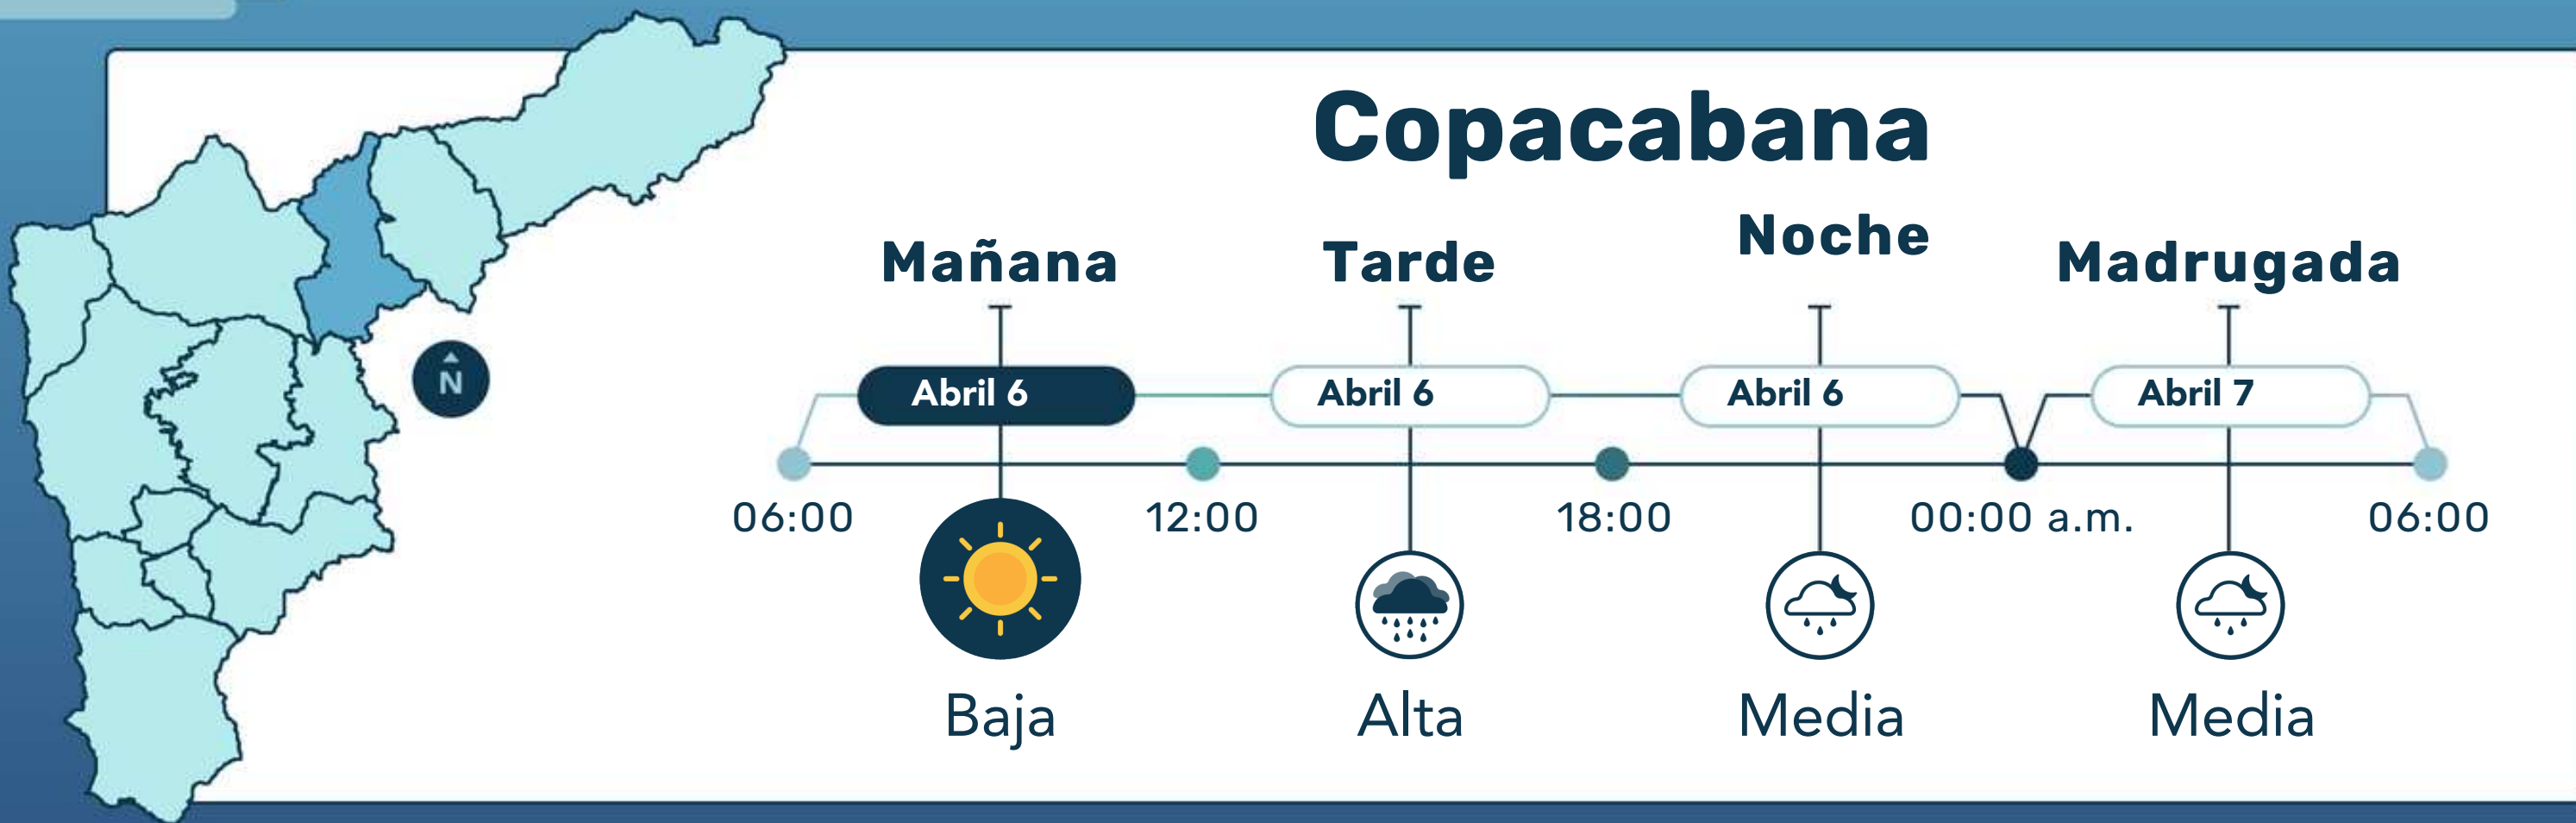 Copacabana
Mañana
Tarde
Noche
Madrugada
Abril 6
Abril 6
Abril 6
Abril 7
N
06:00
12:00
18:00
00:00 a.m.
06:00
Baja
Alta
Media
Media